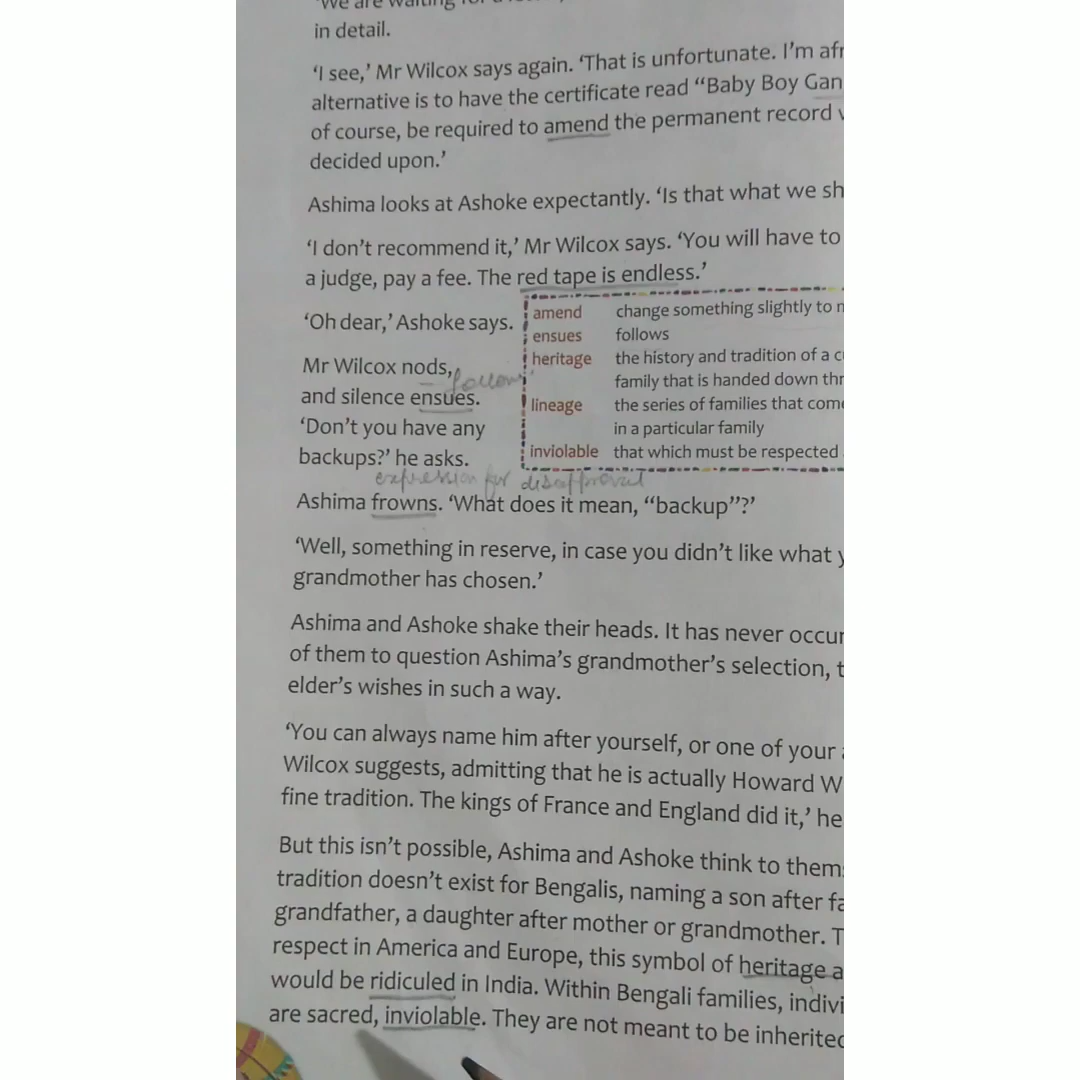 'We are waiting for a
in detail.
'I see,' Mr Wilcox says again. 'That is unfortunate. I'm afr
alternative is to have the certificate read "Baby Boy Gan
of course, be required to amend the permanent record
decided upon.'
Ashima looks at Ashoke expectantly. 'Is that what we sh
'I don't recommend it,' Mr Wilcox says. 'You will have to
a judge, pay a fee. The red tape is endless.'
'Oh dear,' Ashoke says.
Mr Wilcox nods,
follows
and silence ensues.
'Don't you have any
backups?' he asks.
amend change something slightly to m
ensues follows
heritage the history and tradition of a c
family that is handed down thr
lineage the series of families that come
in a particular family
inviolable that which must be respected
expression for disapproval
Ashima frowns. 'What does it mean, "backup"?'
'Well, something in reserve, in case you didn't like what y
grandmother has chosen.'
Ashima and Ashoke shake their heads. It has never occur
of them to question Ashima's grandmother's selection, t
elder's wishes in such a way.
'You can always name him after yourself, or one of your
Wilcox suggests, admitting that he is actually Howard W
fine tradition. The kings of France and England did it,' he
But this isn't possible, Ashima and Ashoke think to thems
tradition doesn't exist for Bengalis, naming a son after fa
grandfather, a daughter after mother or grandmother. T
respect in America and Europe, this symbol of heritage a
would be ridiculed in India. Within Bengali families, indivi
are sacred, inviolable. They are not meant to be inherited